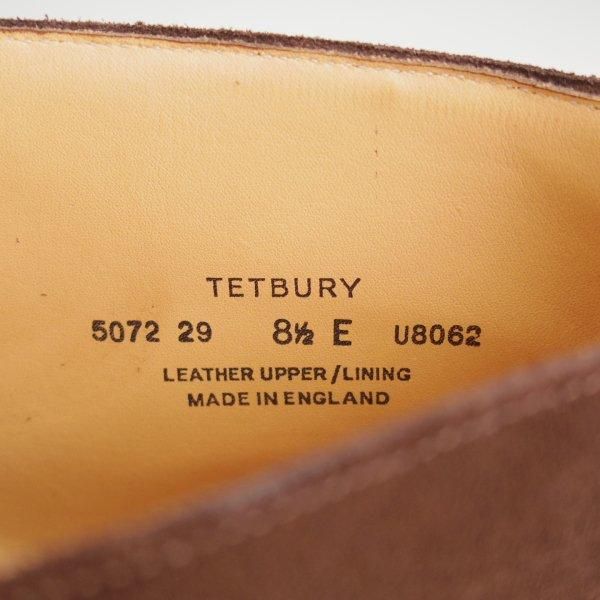 TETBURY
5072 29 8½ E U8062
LEATHER UPPER/LINING
MADE IN ENGLAND